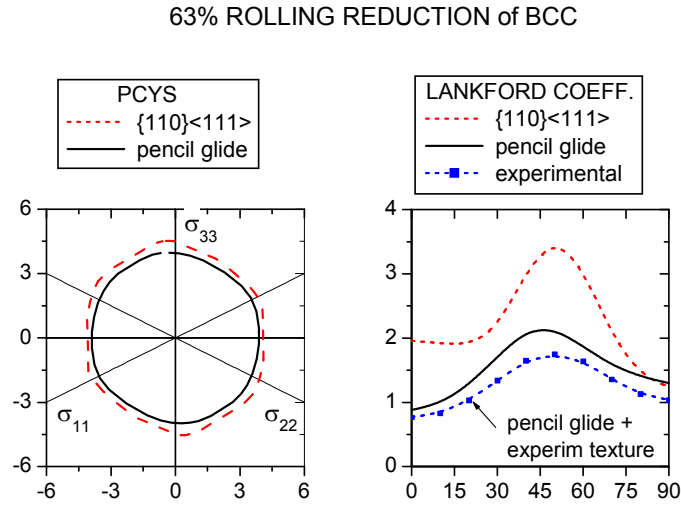 63% ROLLING REDUCTION of BCC
PCYS
{110}<111>
pencil glide
LANKFORD COEFF.
{110}<111>
pencil glide
experimental
6
3
0
-3
-6
-6 -3 0 3 6
σ33
σ11
σ22
4
3
2
1
0
0 15 30 45 60 75 90
pencil glide +
experim texture